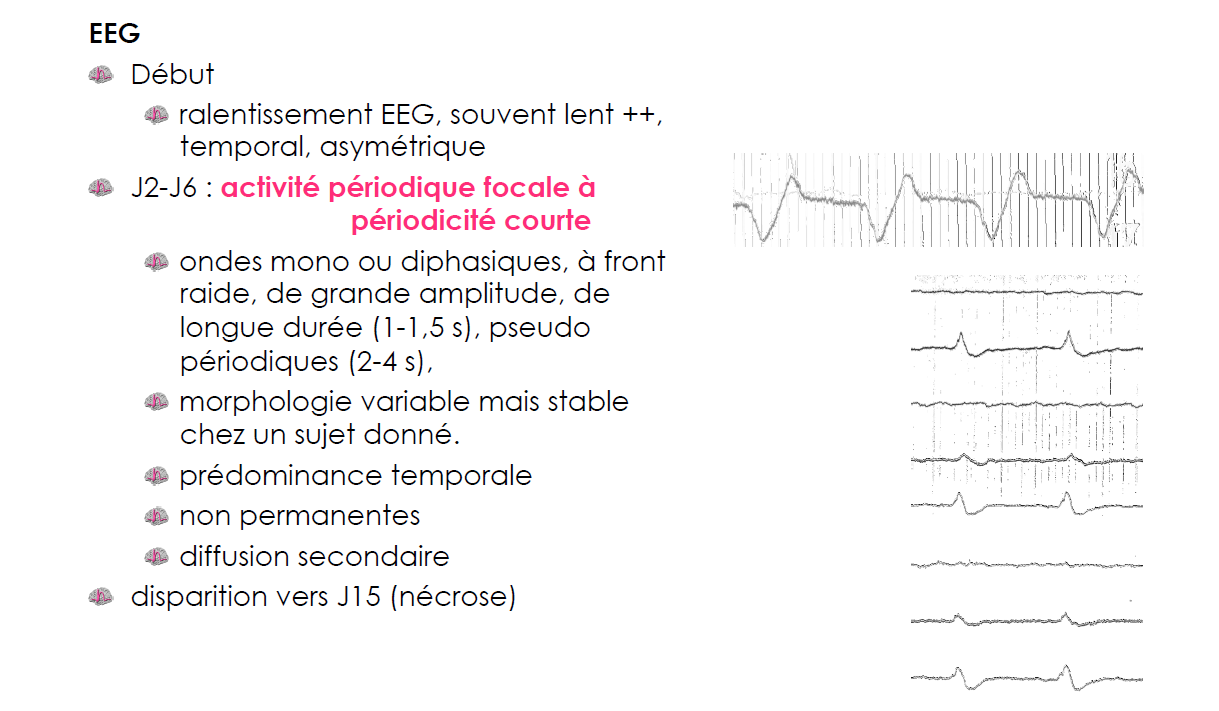 EEG
Début
ralentissement EEG, souvent lent ++,
temporal, asymétrique
J2-J6 : activité périodique focale à
périodicité courte
ondes mono ou diphasiques, à front
raide, de grande amplitude, de
longue durée (1-1,5 s), pseudo
périodiques (2-4 s),
morphologie variable mais stable
chez un sujet donné.
prédominance temporale
non permanentes
diffusion secondaire
disparition vers J15 (nécrose)